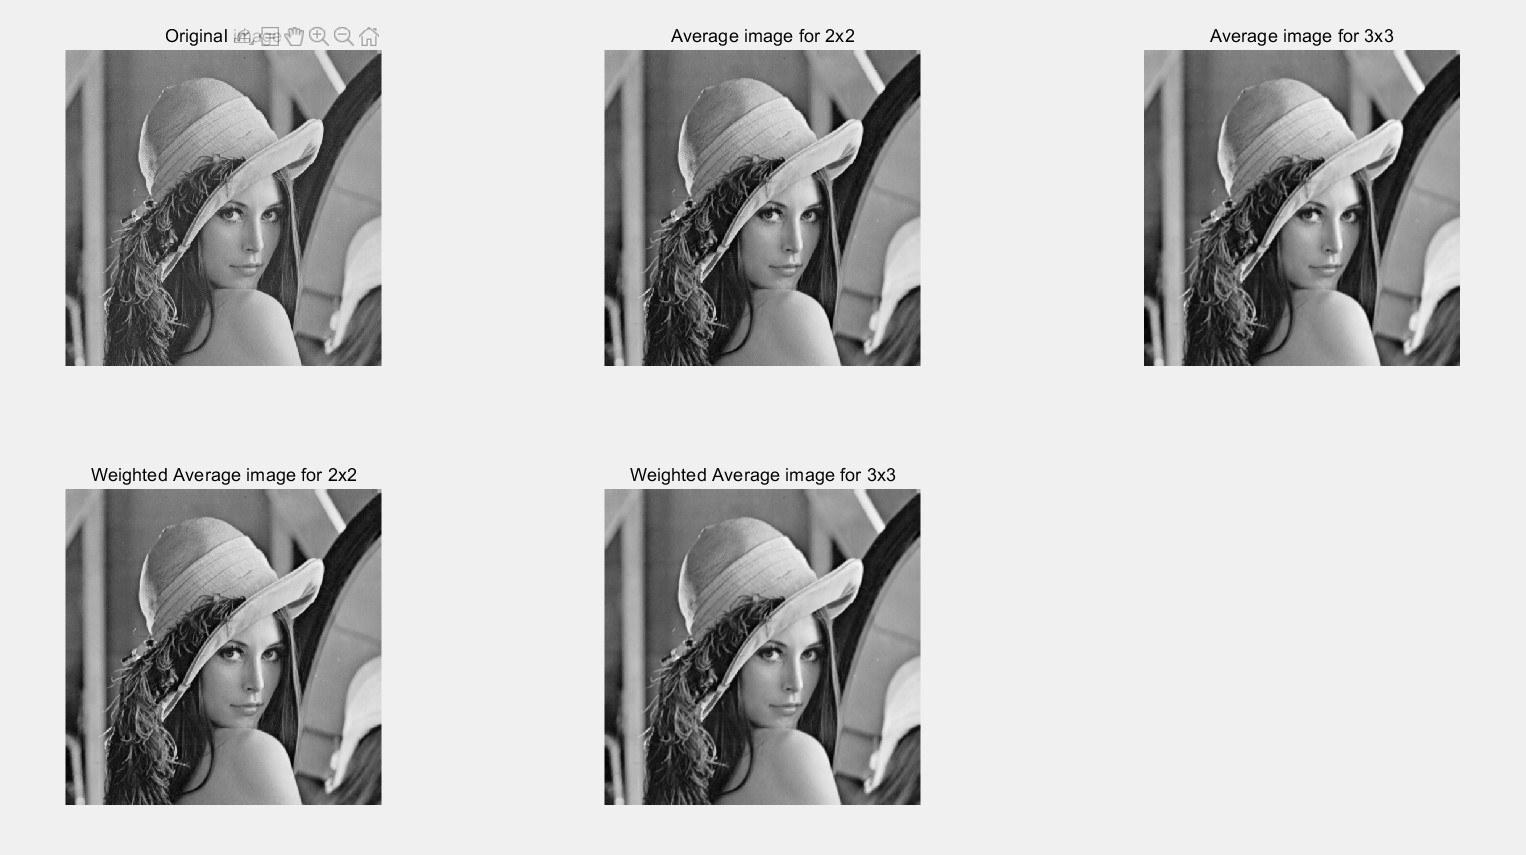 Original image
Average image for 2x2
Average image for 3x3
Weighted Average image for 2x2
Weighted Average image for 3x3